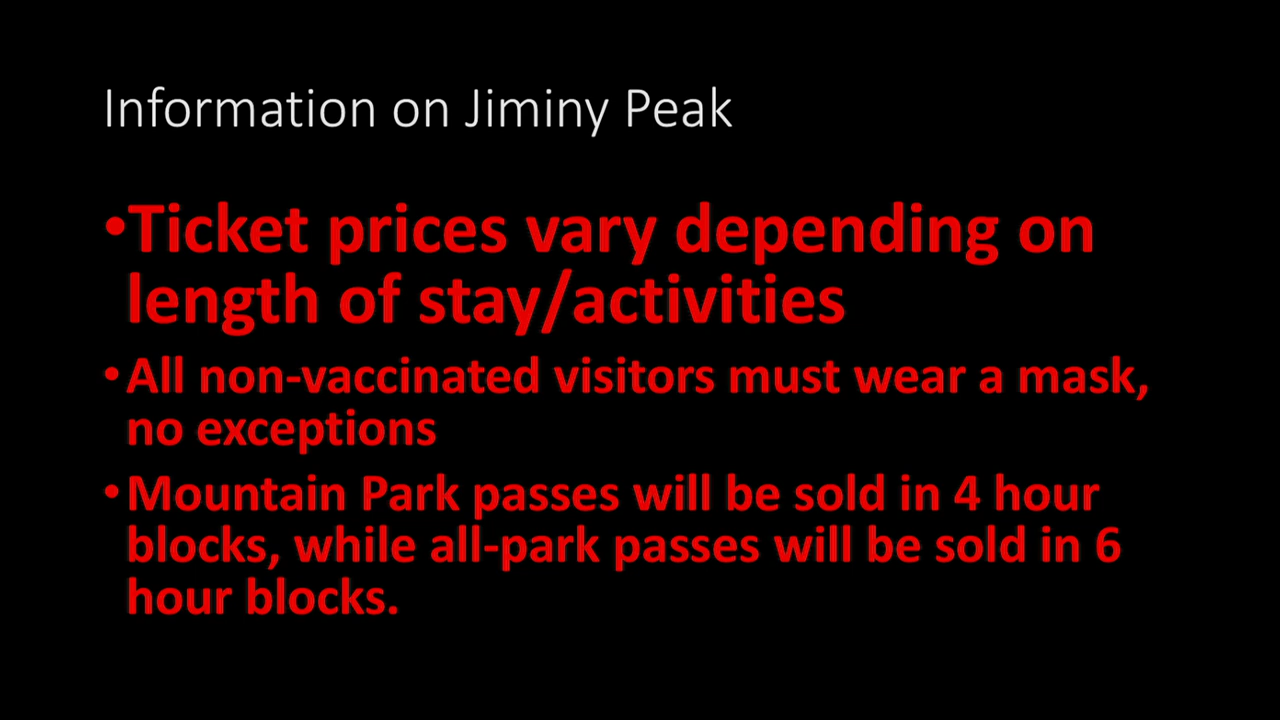 Information on Jiminy Peak
•Ticket prices vary depending on
length of stay/activities
•All non-vaccinated visitors must wear a mask,
no exceptions
•Mountain Park passes will be sold in 4 hour
blocks, while all-park passes will be sold in 6
hour blocks.